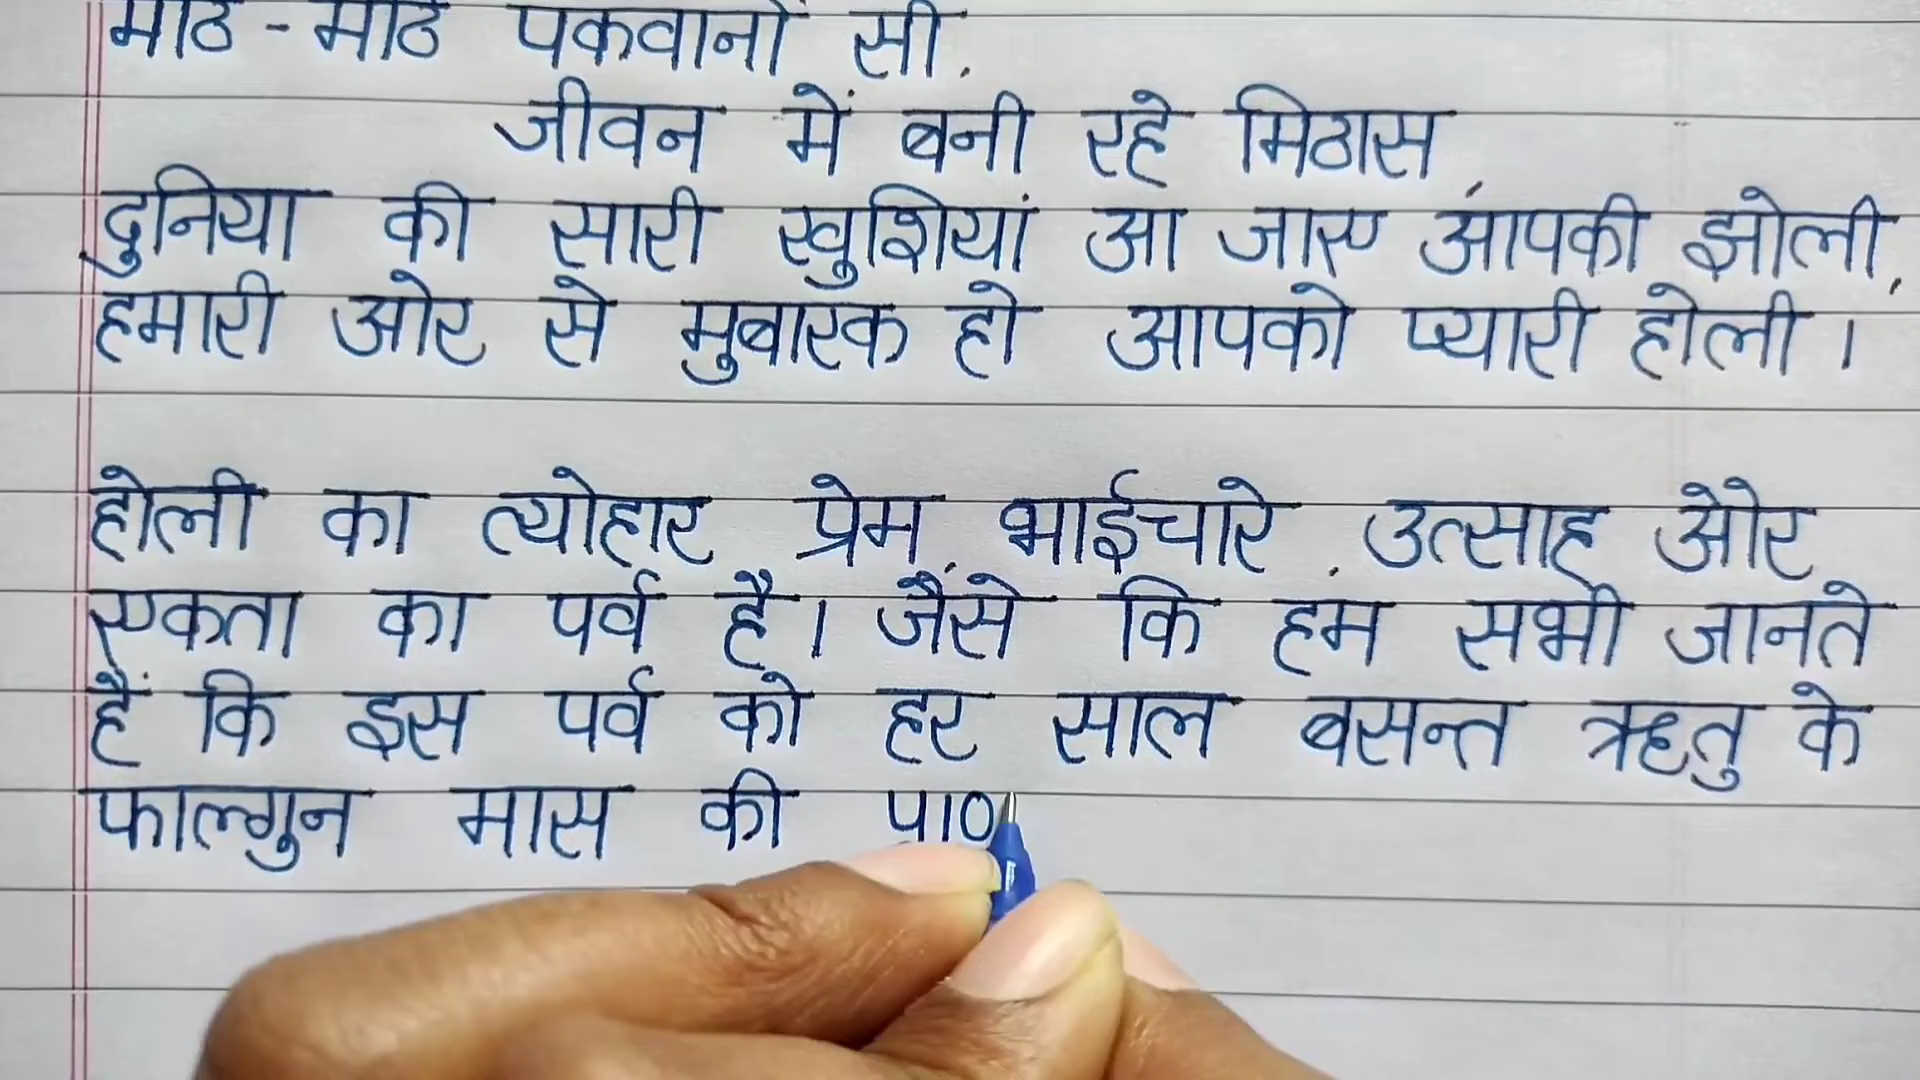 पकवानों सी,
जीवन में बनी रहे मिठास,
दुनिया की सारी खुशियां आ जाए आपकी झोली,
हमारी ओर से मुबारक हो आपको प्यारी होली ।
होली का त्योहार प्रेम, भाईचारे, उत्साह और
एकता का पर्व है। जैसे कि हम सभी जानते
हैं कि इस पर्व को हर साल बसन्त ऋतु के
फाल्गुन मास की